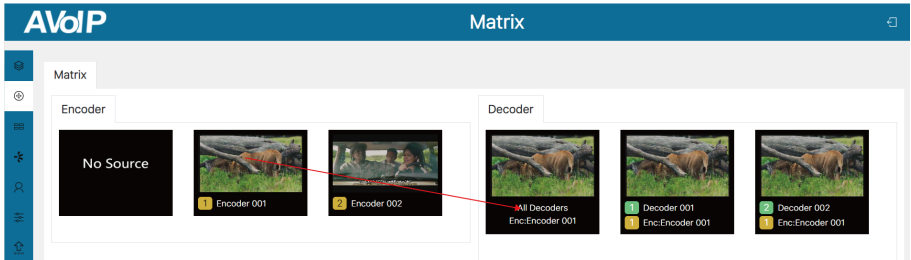 AVoIP
Matrix
Matrix
Encoder
Decoder
No Source
1 Encoder 001
2 Encoder 002
All Decoders
Enc:Encoder 001
1 Decoder 001
1 Enc:Encoder 001
2 Decoder 002
1 Enc:Encoder 001